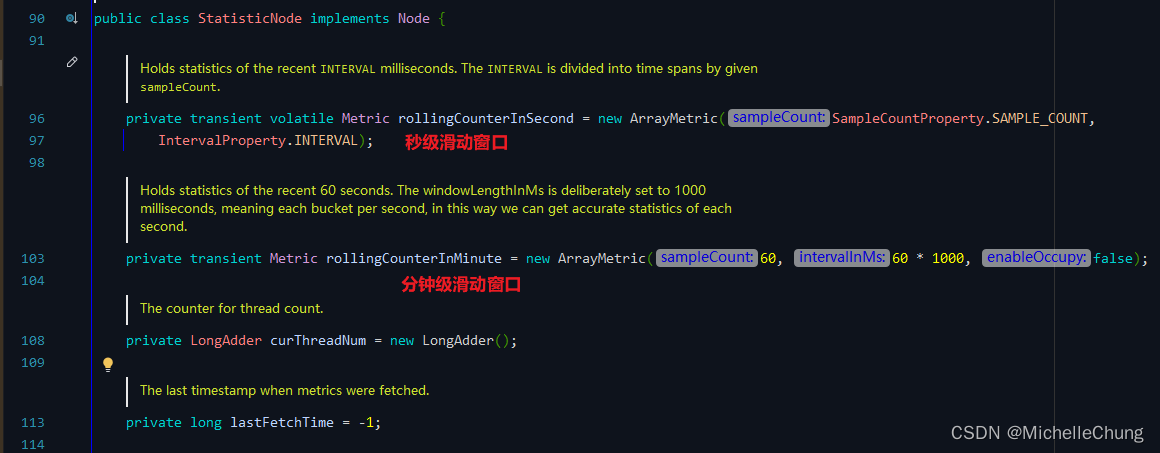 90 public class StatisticNode implements Node {
91
Holds statistics of the recent INTERVAL milliseconds. The INTERVAL is divided into time spans by given
sampleCount.
96 private transient volatile Metric rollingCounterInSecond = new ArrayMetric( sampleCount: SampleCountProperty.SAMPLE_COUNT,
97 IntervalProperty.INTERVAL); 秒级滑动窗口
98
Holds statistics of the recent 60 seconds. The windowLengthInMs is deliberately set to 1000
milliseconds, meaning each bucket per second, in this way we can get accurate statistics of each
second.
103 private transient Metric rollingCounterInMinute = new ArrayMetric( sampleCount: 60, intervalInMs: 60 * 1000, enableOccupy: false);
104 分钟级滑动窗口
The counter for thread count.
108 private LongAdder curThreadNum = new LongAdder();
109
The last timestamp when metrics were fetched.
113 private long lastFetchTime = -1;
114
CSDN @MichelleChung